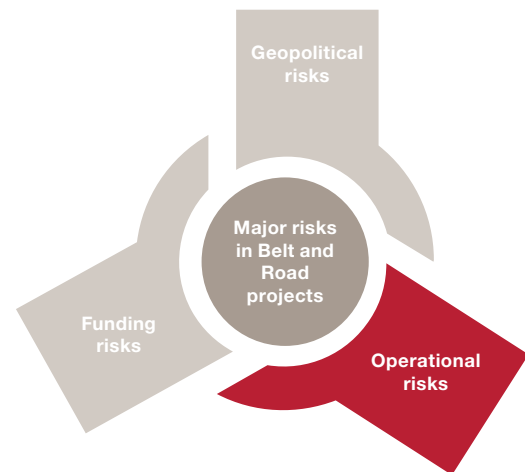 Geopolitical
risks
Major risks
in Belt and
Road
projects
Funding
risks
Operational
risks